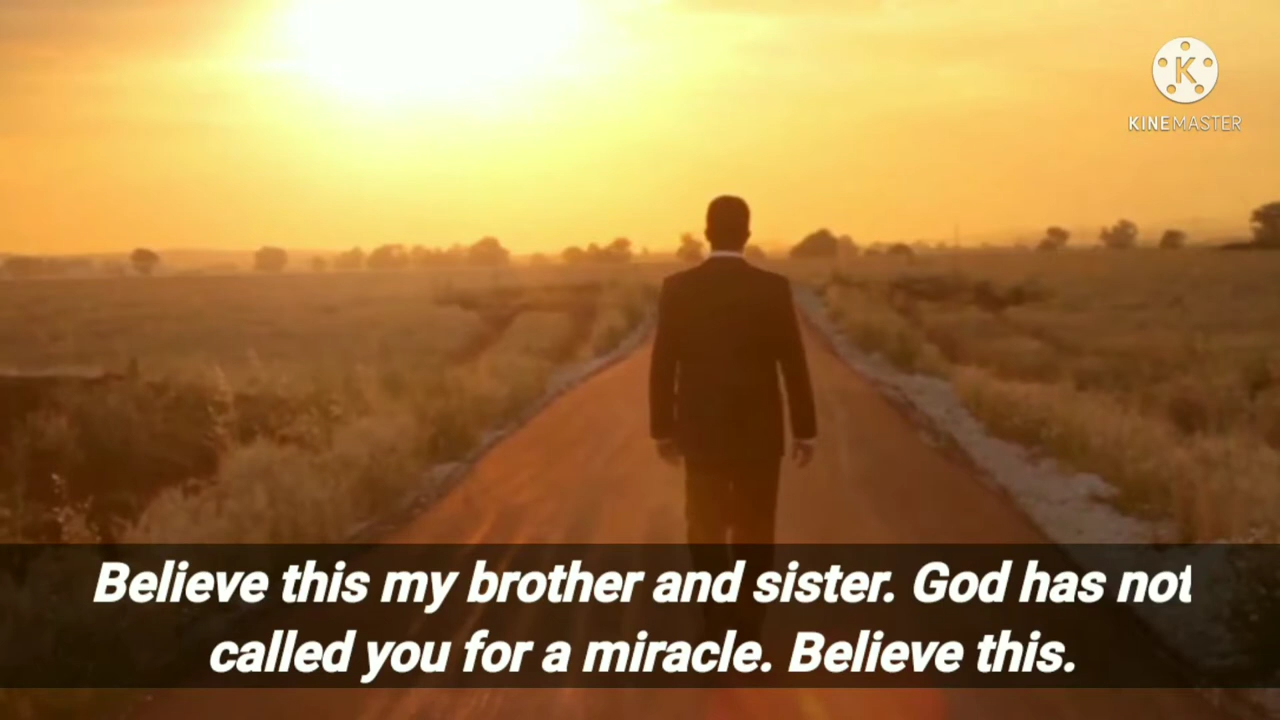 K
KINEMASTER
Believe this my brother and sister. God has not
called you for a miracle. Believe this.